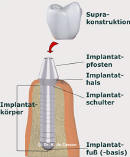 Supra-
konstruktion
Implantat-
pfosten
Implantat-
hals
Implantat-
schulter
Implantat-
körper
Implantat-
fuß (-basis)